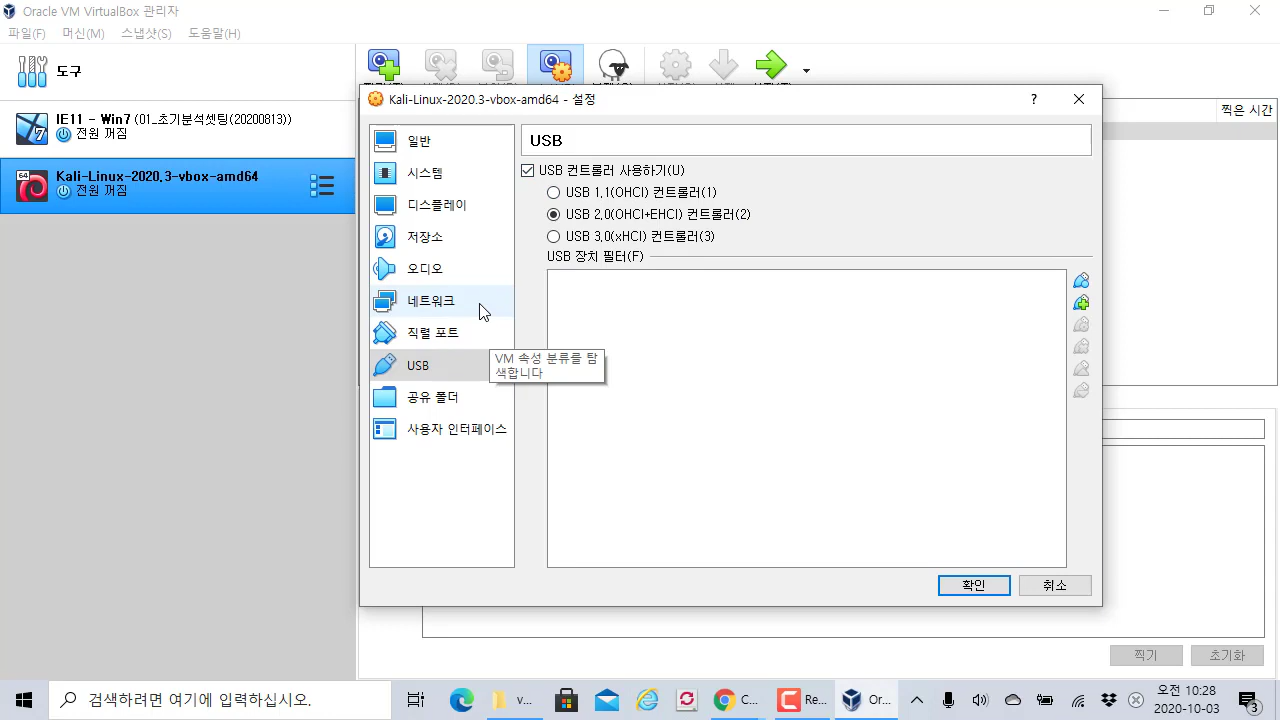 Oracle VM VirtualBox 관리자
파일(F) 머신(M) 스냅샷(S) 도움말(H)
도구
IE11 - Win7 (01_초기분석셋팅(20200813))
전원 꺼짐
64
Kali-Linux-2020.3-vbox-amd64
전원 꺼짐
찍은 시간
Kali-Linux-2020.3-vbox-amd64 - 설정
?
일반
시스템
디스플레이
저장소
오디오
네트워크
직렬 포트
USB
공유 폴더
사용자 인터페이스
USB
USB 컨트롤러 사용하기(U)
USB 1.1(OHCI) 컨트롤러(1)
USB 2.0(OHCI+EHCI) 컨트롤러(2)
USB 3.0(xHCI) 컨트롤러(3)
USB 장치 필터(F)
VM 속성 분류를 탐
색합니다
확인 취소
찍기 초기화
검색하려면 여기에 입력하십시오.
v...
C...
Re...
Or...
오전 10:28
2020-10-03
3